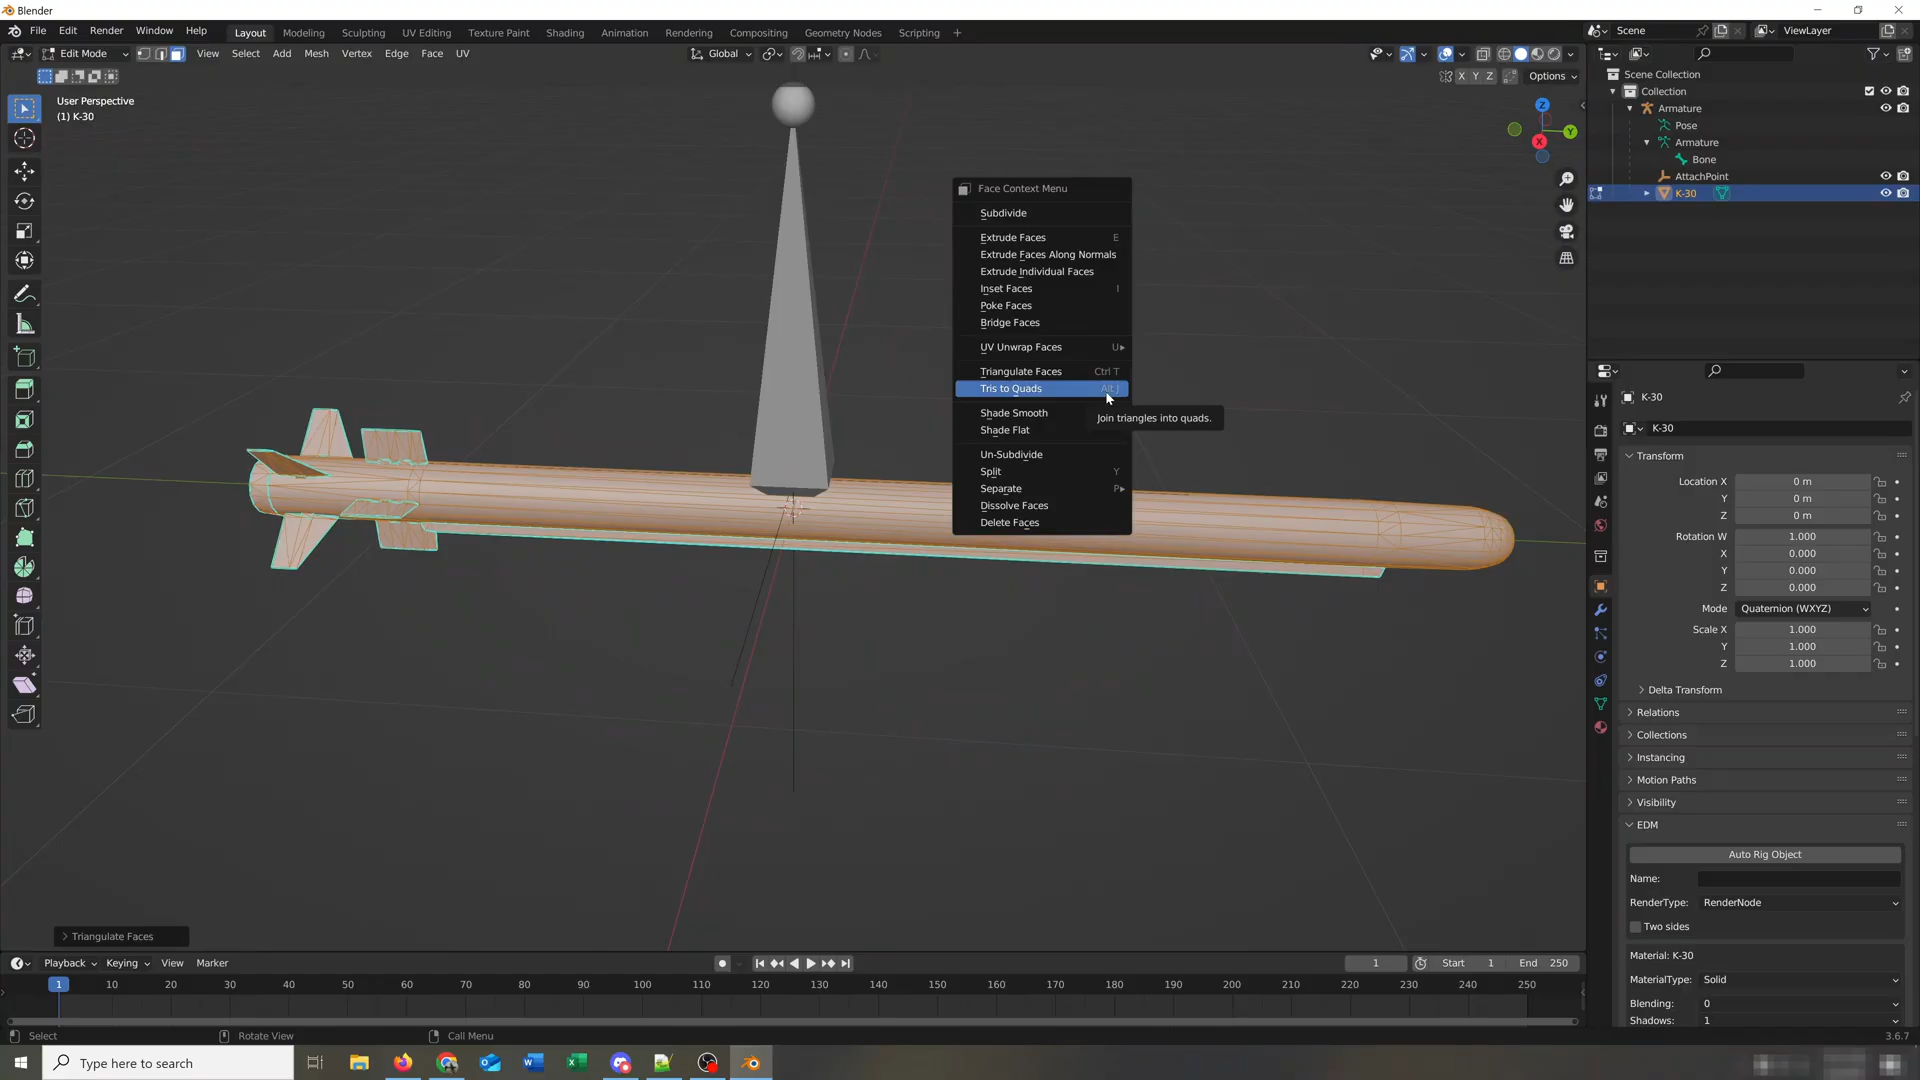 Blender
File Edit Render Window Help Layout Modeling Sculpting UV Editing Texture Paint Shading Animation Rendering Compositing Geometry Nodes Scripting + Scene ViewLayer
Edit Mode View Select Add Mesh Vertex Edge Face UV Global
X Y Z Options
User Perspective
(1) K-30
Z
Y
X
Scene Collection
Collection
Armature
Pose
Armature
Bone
AttachPoint
K-30
Face Context Menu
Subdivide
Extrude Faces E
Extrude Faces Along Normals
Extrude Individual Faces
Inset Faces I
Poke Faces
Bridge Faces
UV Unwrap Faces U
Triangulate Faces Ctrl T
Tris to Quads Alt J
Join triangles into quads.
Shade Smooth
Shade Flat
Un-Subdivide
Split Y
Separate P
Dissolve Faces
Delete Faces
K-30
K-30
Transform
Location X 0 m
Y 0 m
Z 0 m
Rotation W 1.000
X 0.000
Y 0.000
Z 0.000
Mode Quaternion (WXYZ)
Scale X 1.000
Y 1.000
Z 1.000
Delta Transform
Relations
Collections
Instancing
Motion Paths
Visibility
EDM
Auto Rig Object
Name:
RenderType: RenderNode
Two sides
Material: K-30
MaterialType: Solid
Blending: 0
Shadows: 1
Triangulate Faces
Playback Keying View Marker 1 Start 1 End 250
1 10 20 30 40 50 60 70 80 90 100 110 120 130 140 150 160 170 180 190 200 210 220 230 240 250
Select Rotate View Call Menu 3.6.7
Type here to search